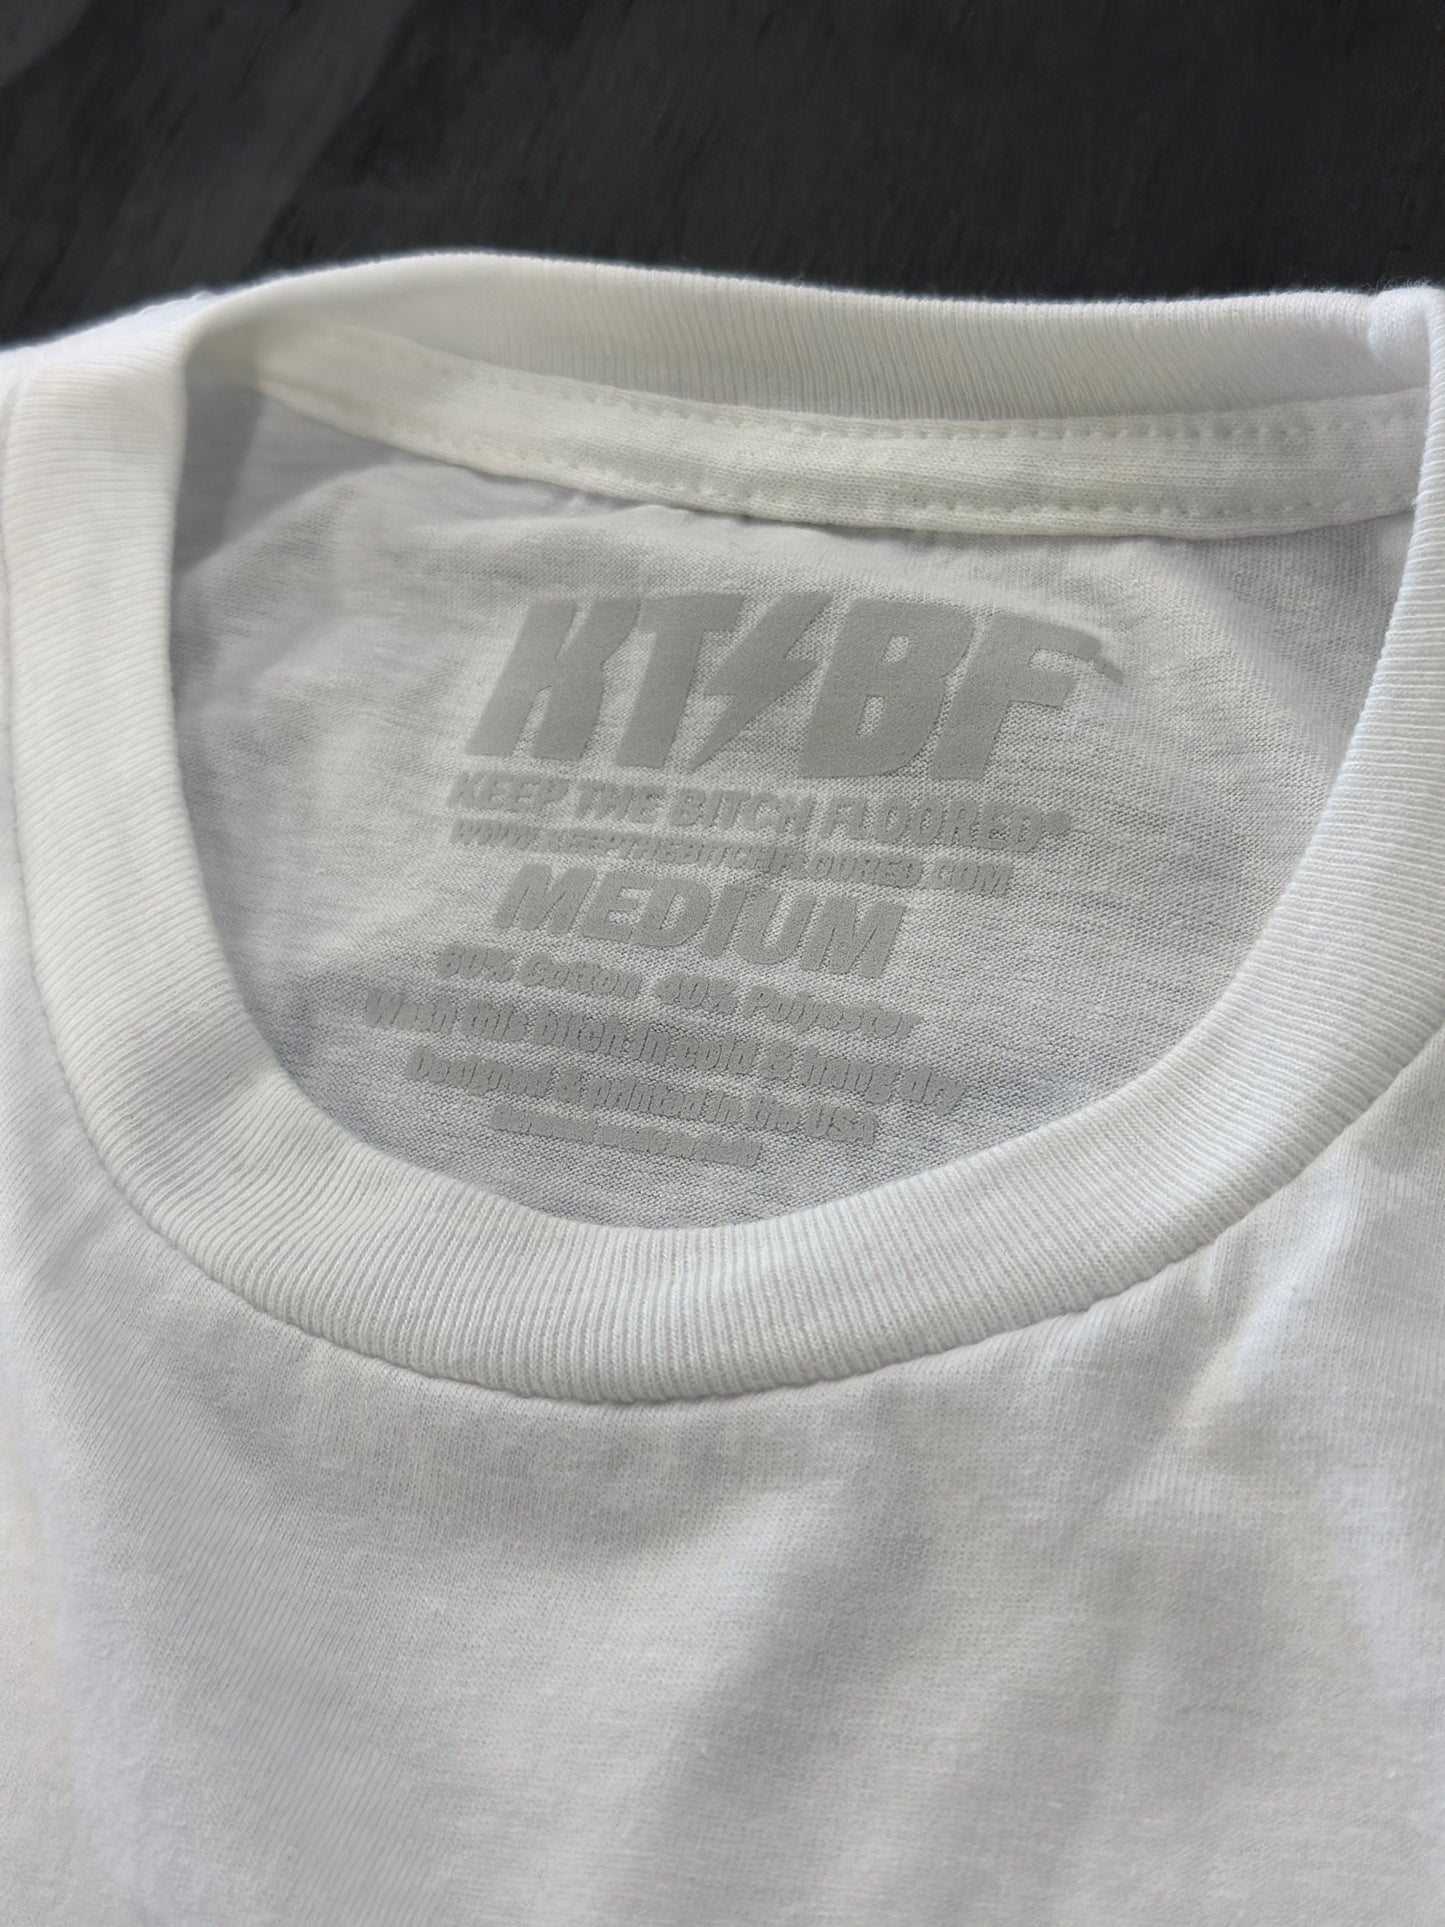 KT⚡BF™
KEEP THE BITCH FLOORED®
WWW.KEEPTHEBITCHFLOORED.COM
MEDIUM
60% Cotton 40% Polyester
Wash this bitch in cold & hang dry
Designed & printed in the USA